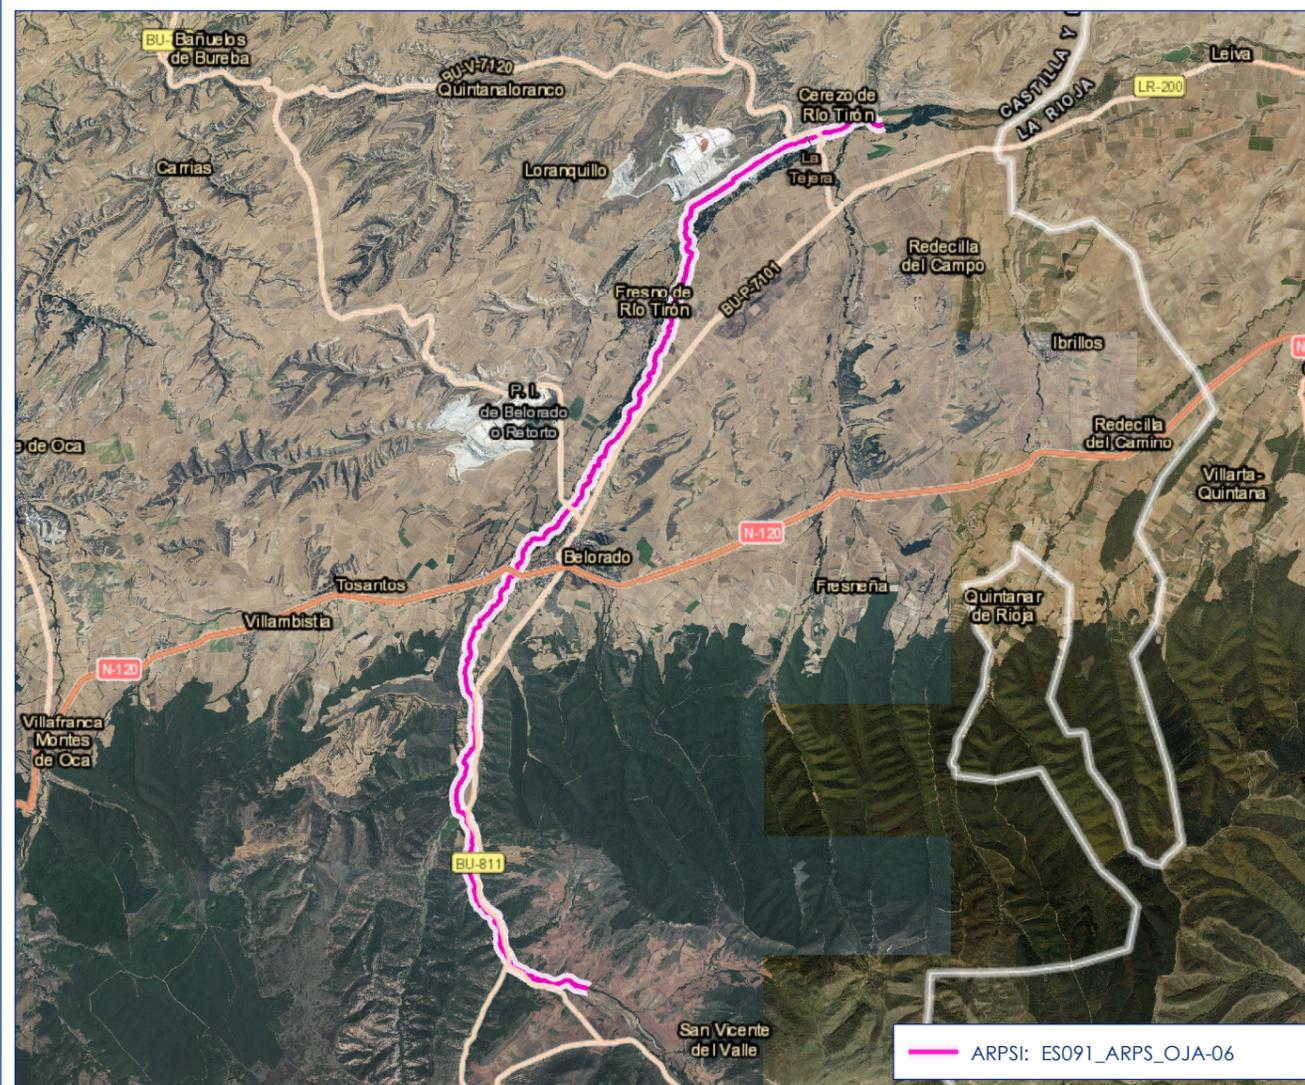 BU-
Bañuelos
de Bureba
BU-V-7120
Quintanaloranco
Cerezo de
Río Tirón
CASTILLA Y
LA RIOJA
Leiva
LR-200
Carrias
Loranquillo
La
Tejera
Redecilla
del Campo
BU-P-7101
Fresno de
Río Tirón
Ibrillos
N
P. I.
de Belorado
o Retorto
de Oca
Redecilla
del Camino
Villarta-
Quintana
N-120
Belorado
Tosantos
Fresneña
Quintanar
de Rioja
Villambistia
N-120
Villafranca
Montes
de Oca
BU-811
San Vicente
del Valle
ARPSI: ES091_ARPS_OJA-06